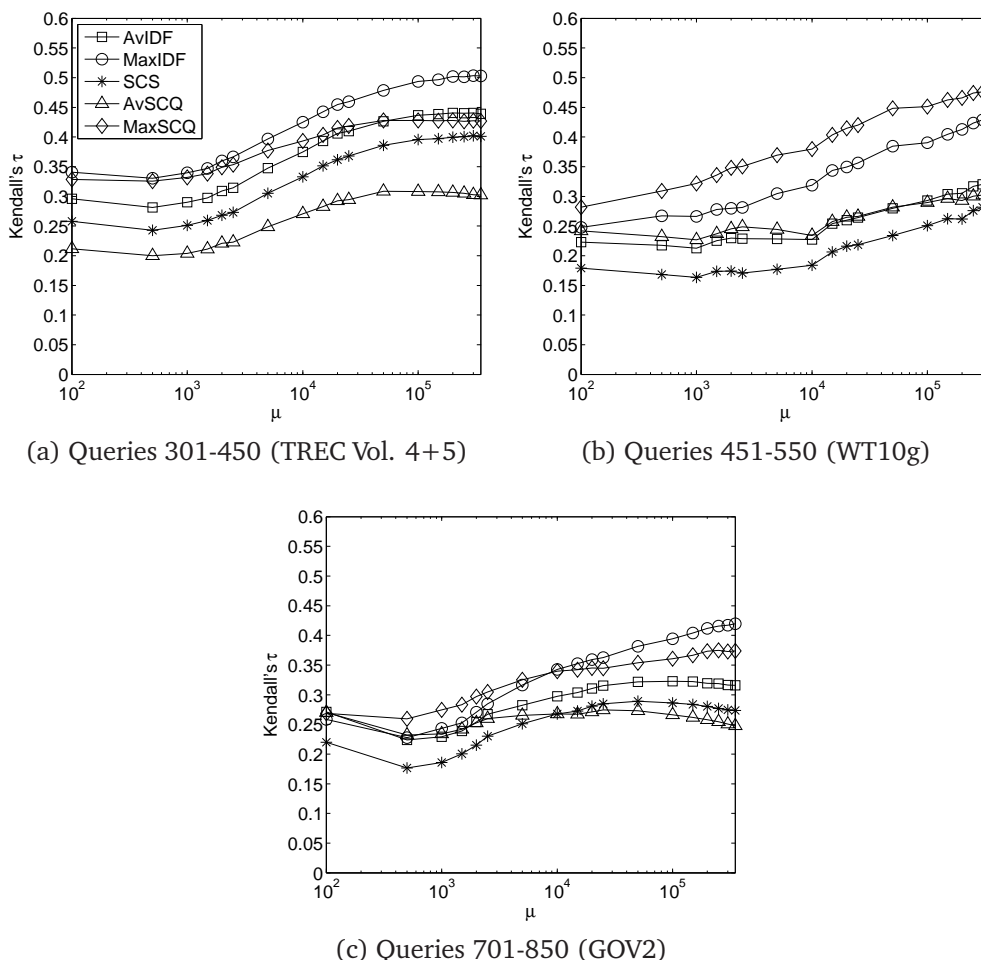 0.6
0.55
0.5
0.45
0.4
0.35
0.3
0.25
0.2
0.15
0.1
0.05
0
Kendall's τ
AvIDF
MaxIDF
SCS
AvSCQ
MaxSCQ
10² 10³ 10⁴ 10⁵
μ
(a) Queries 301-450 (TREC Vol. 4+5)
0.6
0.55
0.5
0.45
0.4
0.35
0.3
0.25
0.2
0.15
0.1
0.05
0
Kendall's τ
10² 10³ 10⁴ 10⁵
μ
(b) Queries 451-550 (WT10g)
0.6
0.55
0.5
0.45
0.4
0.35
0.3
0.25
0.2
0.15
0.1
0.05
0
Kendall's τ
10² 10³ 10⁴ 10⁵
μ
(c) Queries 701-850 (GOV2)